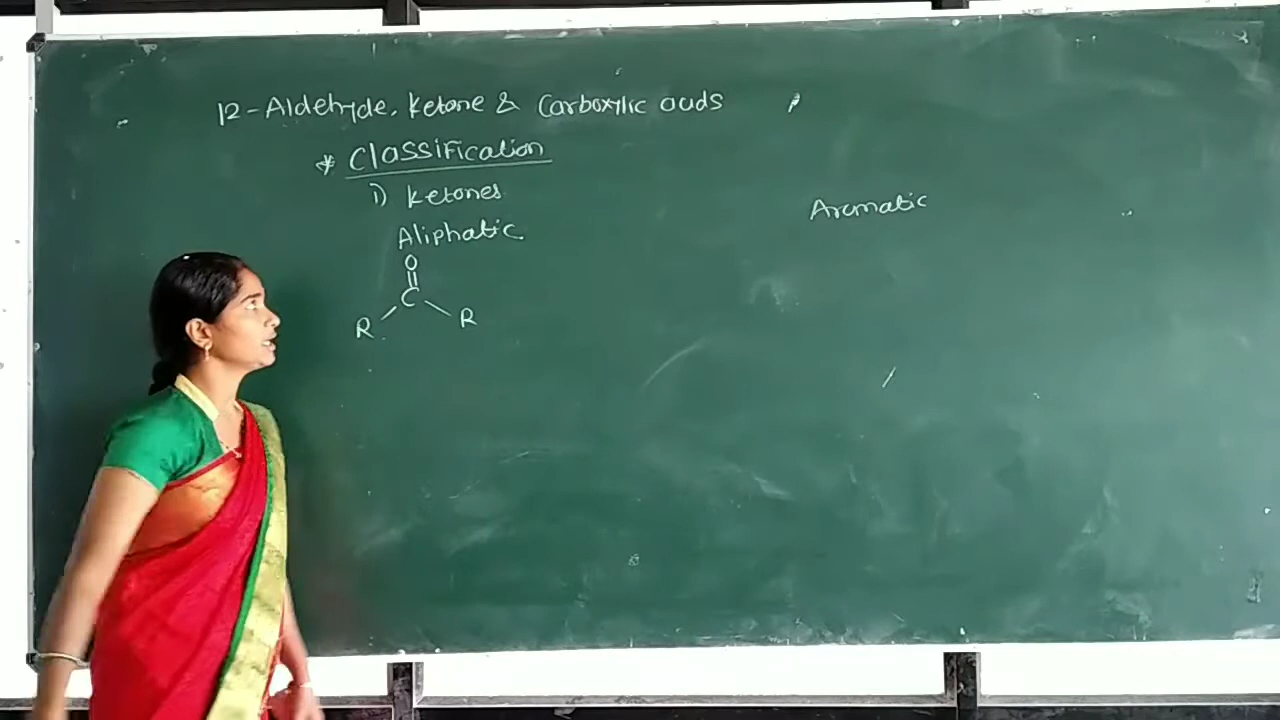 12-Aldehyde, Ketone & Carboxylic acids
* Classification
i) Ketones
Aliphatic
Aromatic
O
C
R R